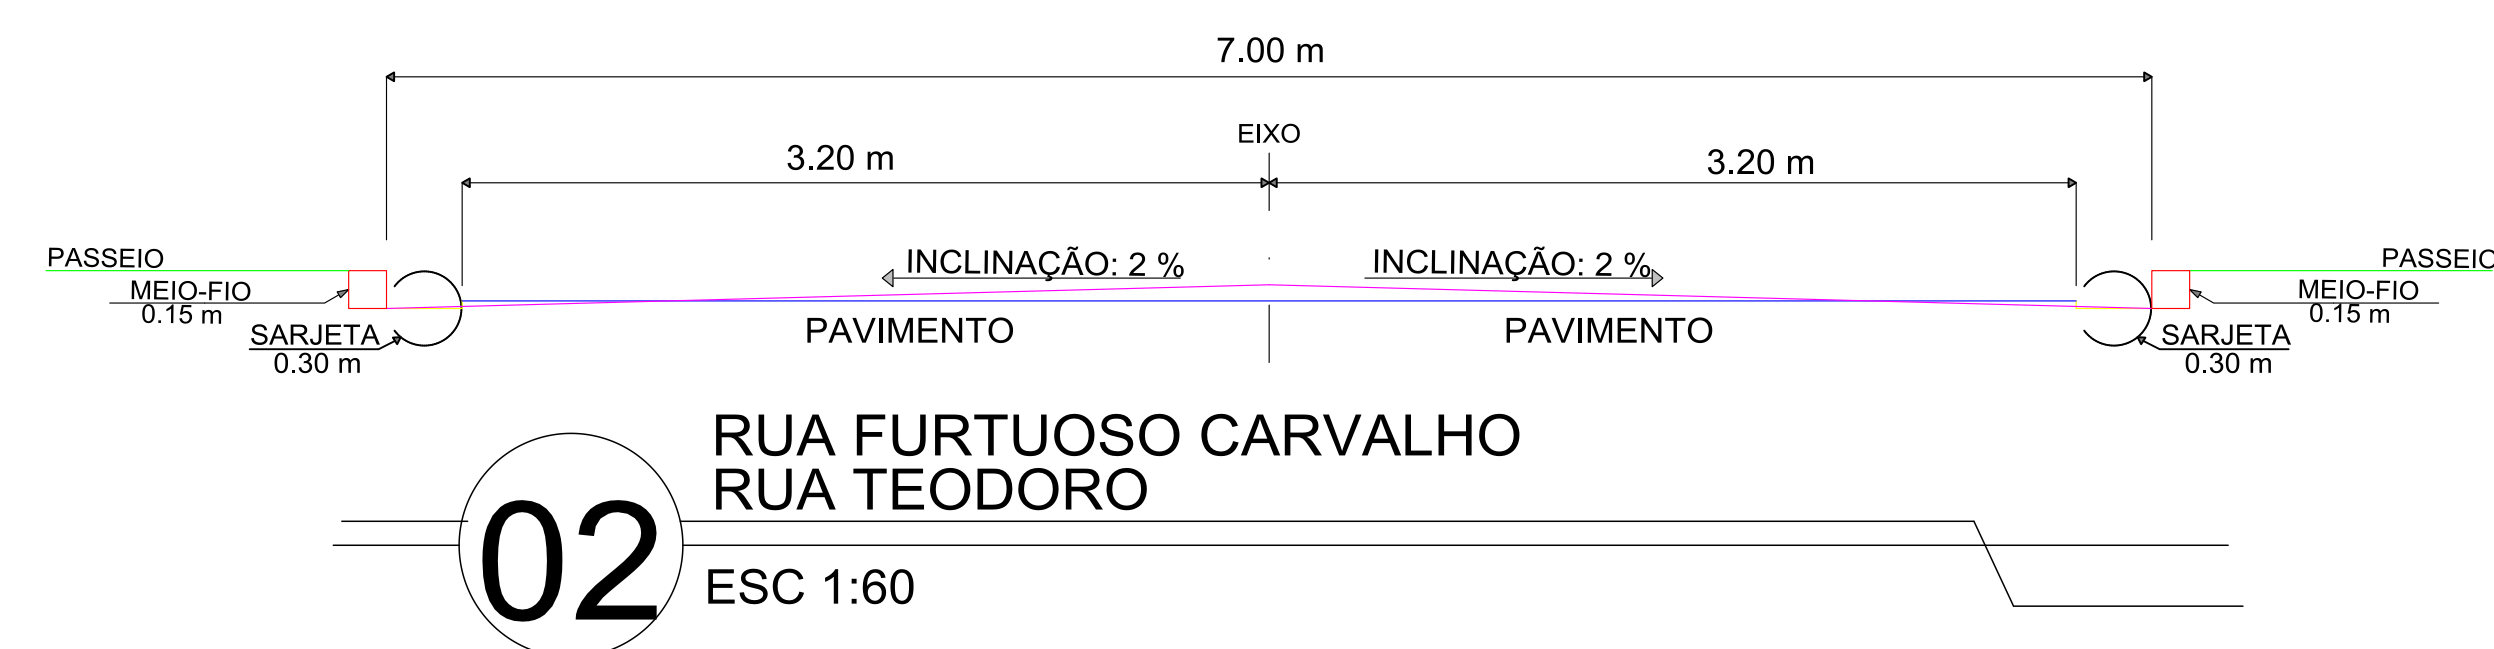 7.00 m
EIXO
3.20 m
3.20 m
PASSEIO
INCLINAÇÃO: 2 %
INCLINAÇÃO: 2 %
PASSEIO
MEIO-FIO
0.15 m
MEIO-FIO
0.15 m
SARJETA
0.30 m
PAVIMENTO
PAVIMENTO
SARJETA
0.30 m
RUA FURTUOSO CARVALHO
RUA TEODORO
02
ESC 1:60